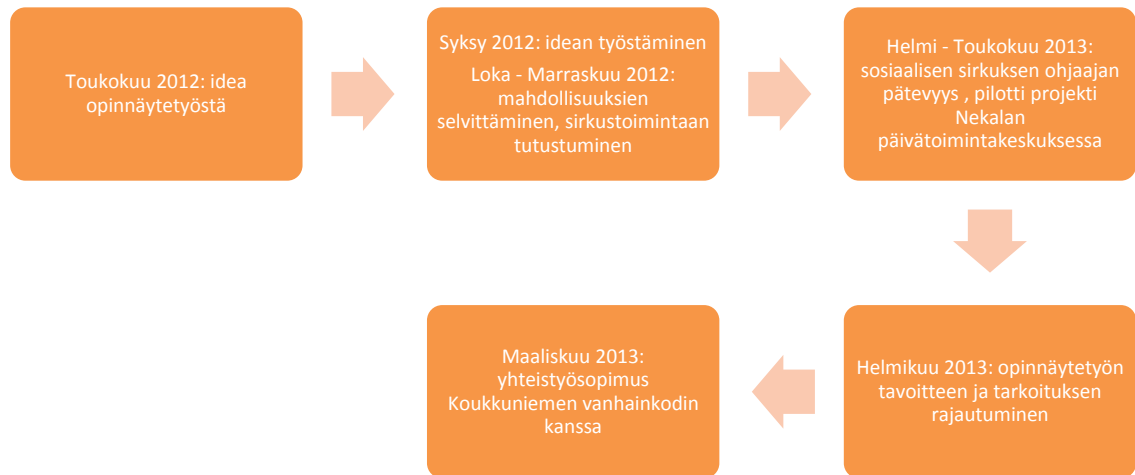 Toukokuu 2012: idea
opinnäytetyöstä
Syksy 2012: idean työstäminen
Loka - Marraskuu 2012:
mahdollisuuksien
selvittäminen, sirkustoimintaan
tutustuminen
Helmi - Toukokuu 2013:
sosiaalisen sirkuksen ohjaajan
pätevyys , pilotti projekti
Nekalan
päivätoimintakeskuksessa
Helmikuu 2013: opinnäytetyön
tavoitteen ja tarkoituksen
rajautuminen
Maaliskuu 2013:
yhteistyösopimus
Koukkuniemen vanhainkodin
kanssa